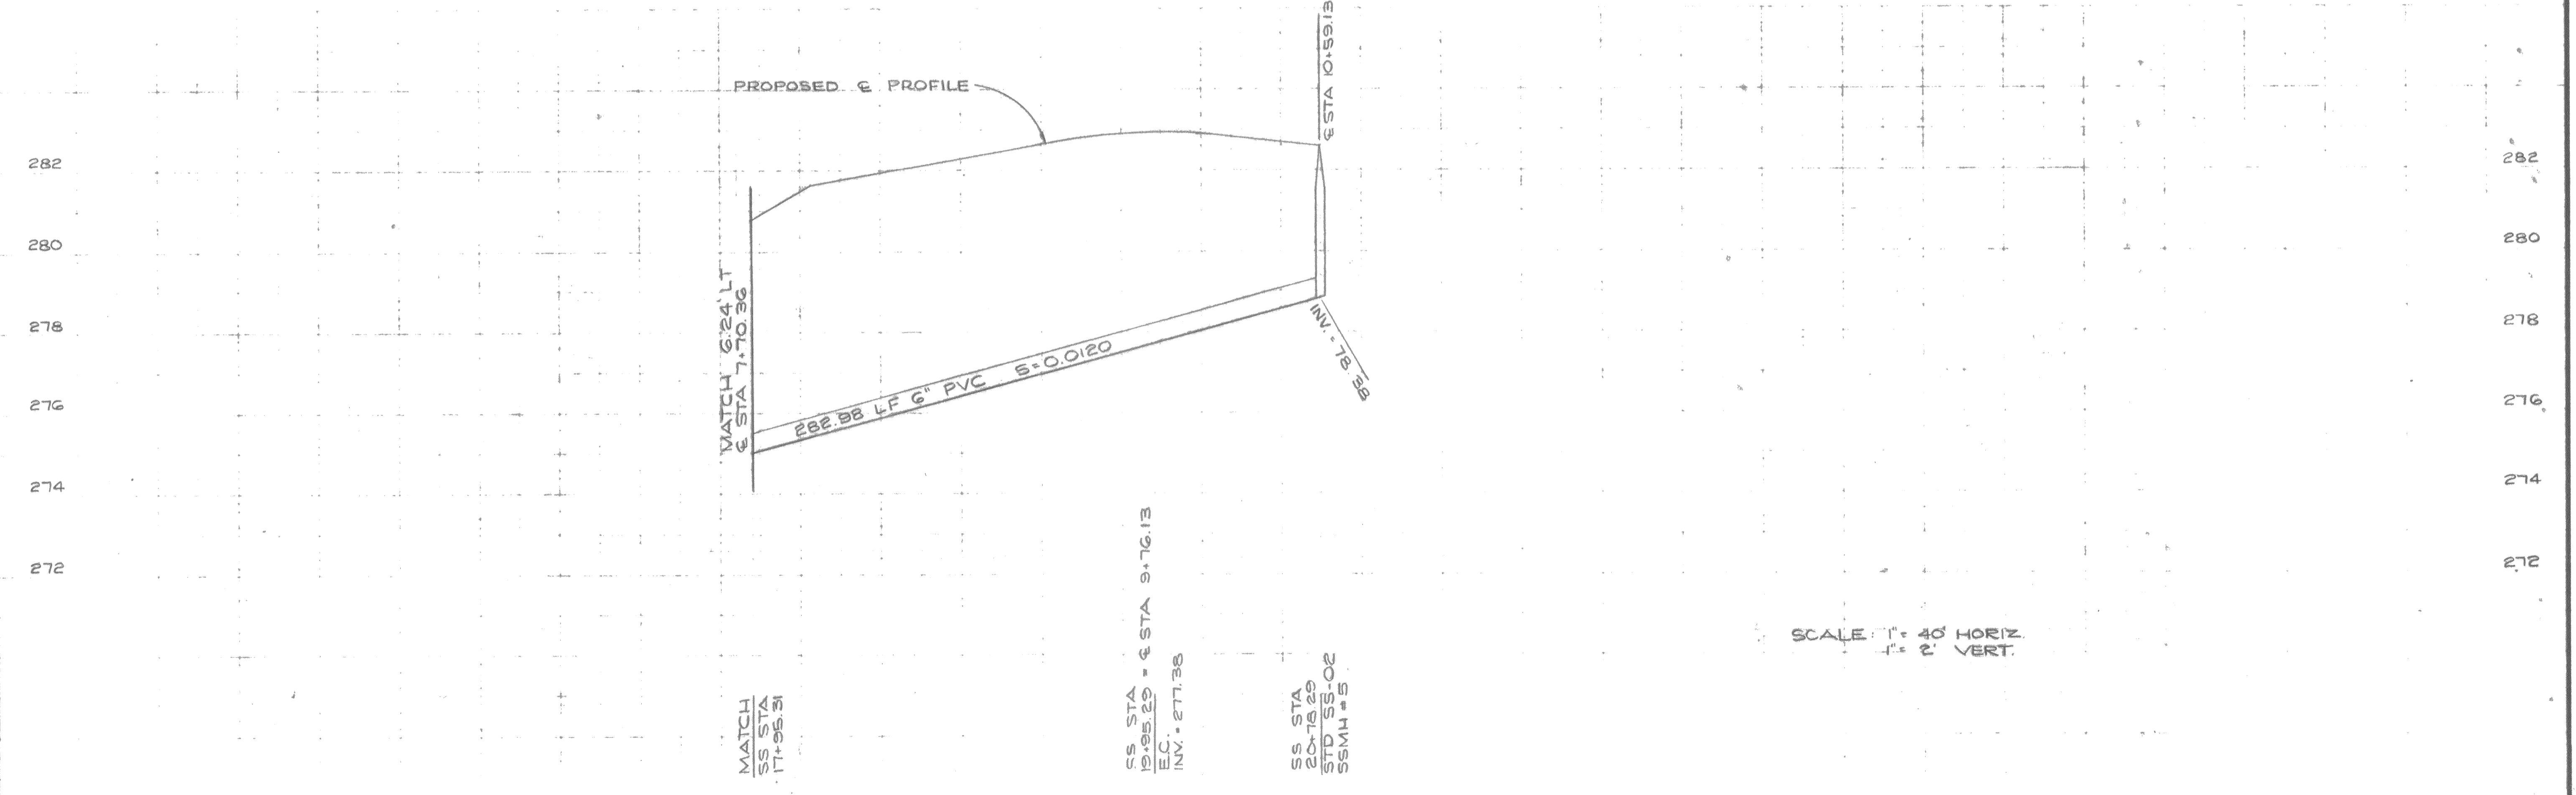 PROPOSED ℄ PROFILE
℄ STA 10+59.13
282
280
278
276
274
272
282
280
278
276
274
272
MATCH 6.24' LT
℄ STA 7+70.36
282.98 LF 6" PVC S=0.0120
INV. = 78.38
MATCH
SS STA
17+95.31
SS STA
19+95.29 = ℄ STA 9+76.13
E.C.
INV. = 277.38
SS STA
20+78.29
STD SS-02
SSMH #5
SCALE: 1"= 40' HORIZ.
1"= 2' VERT.